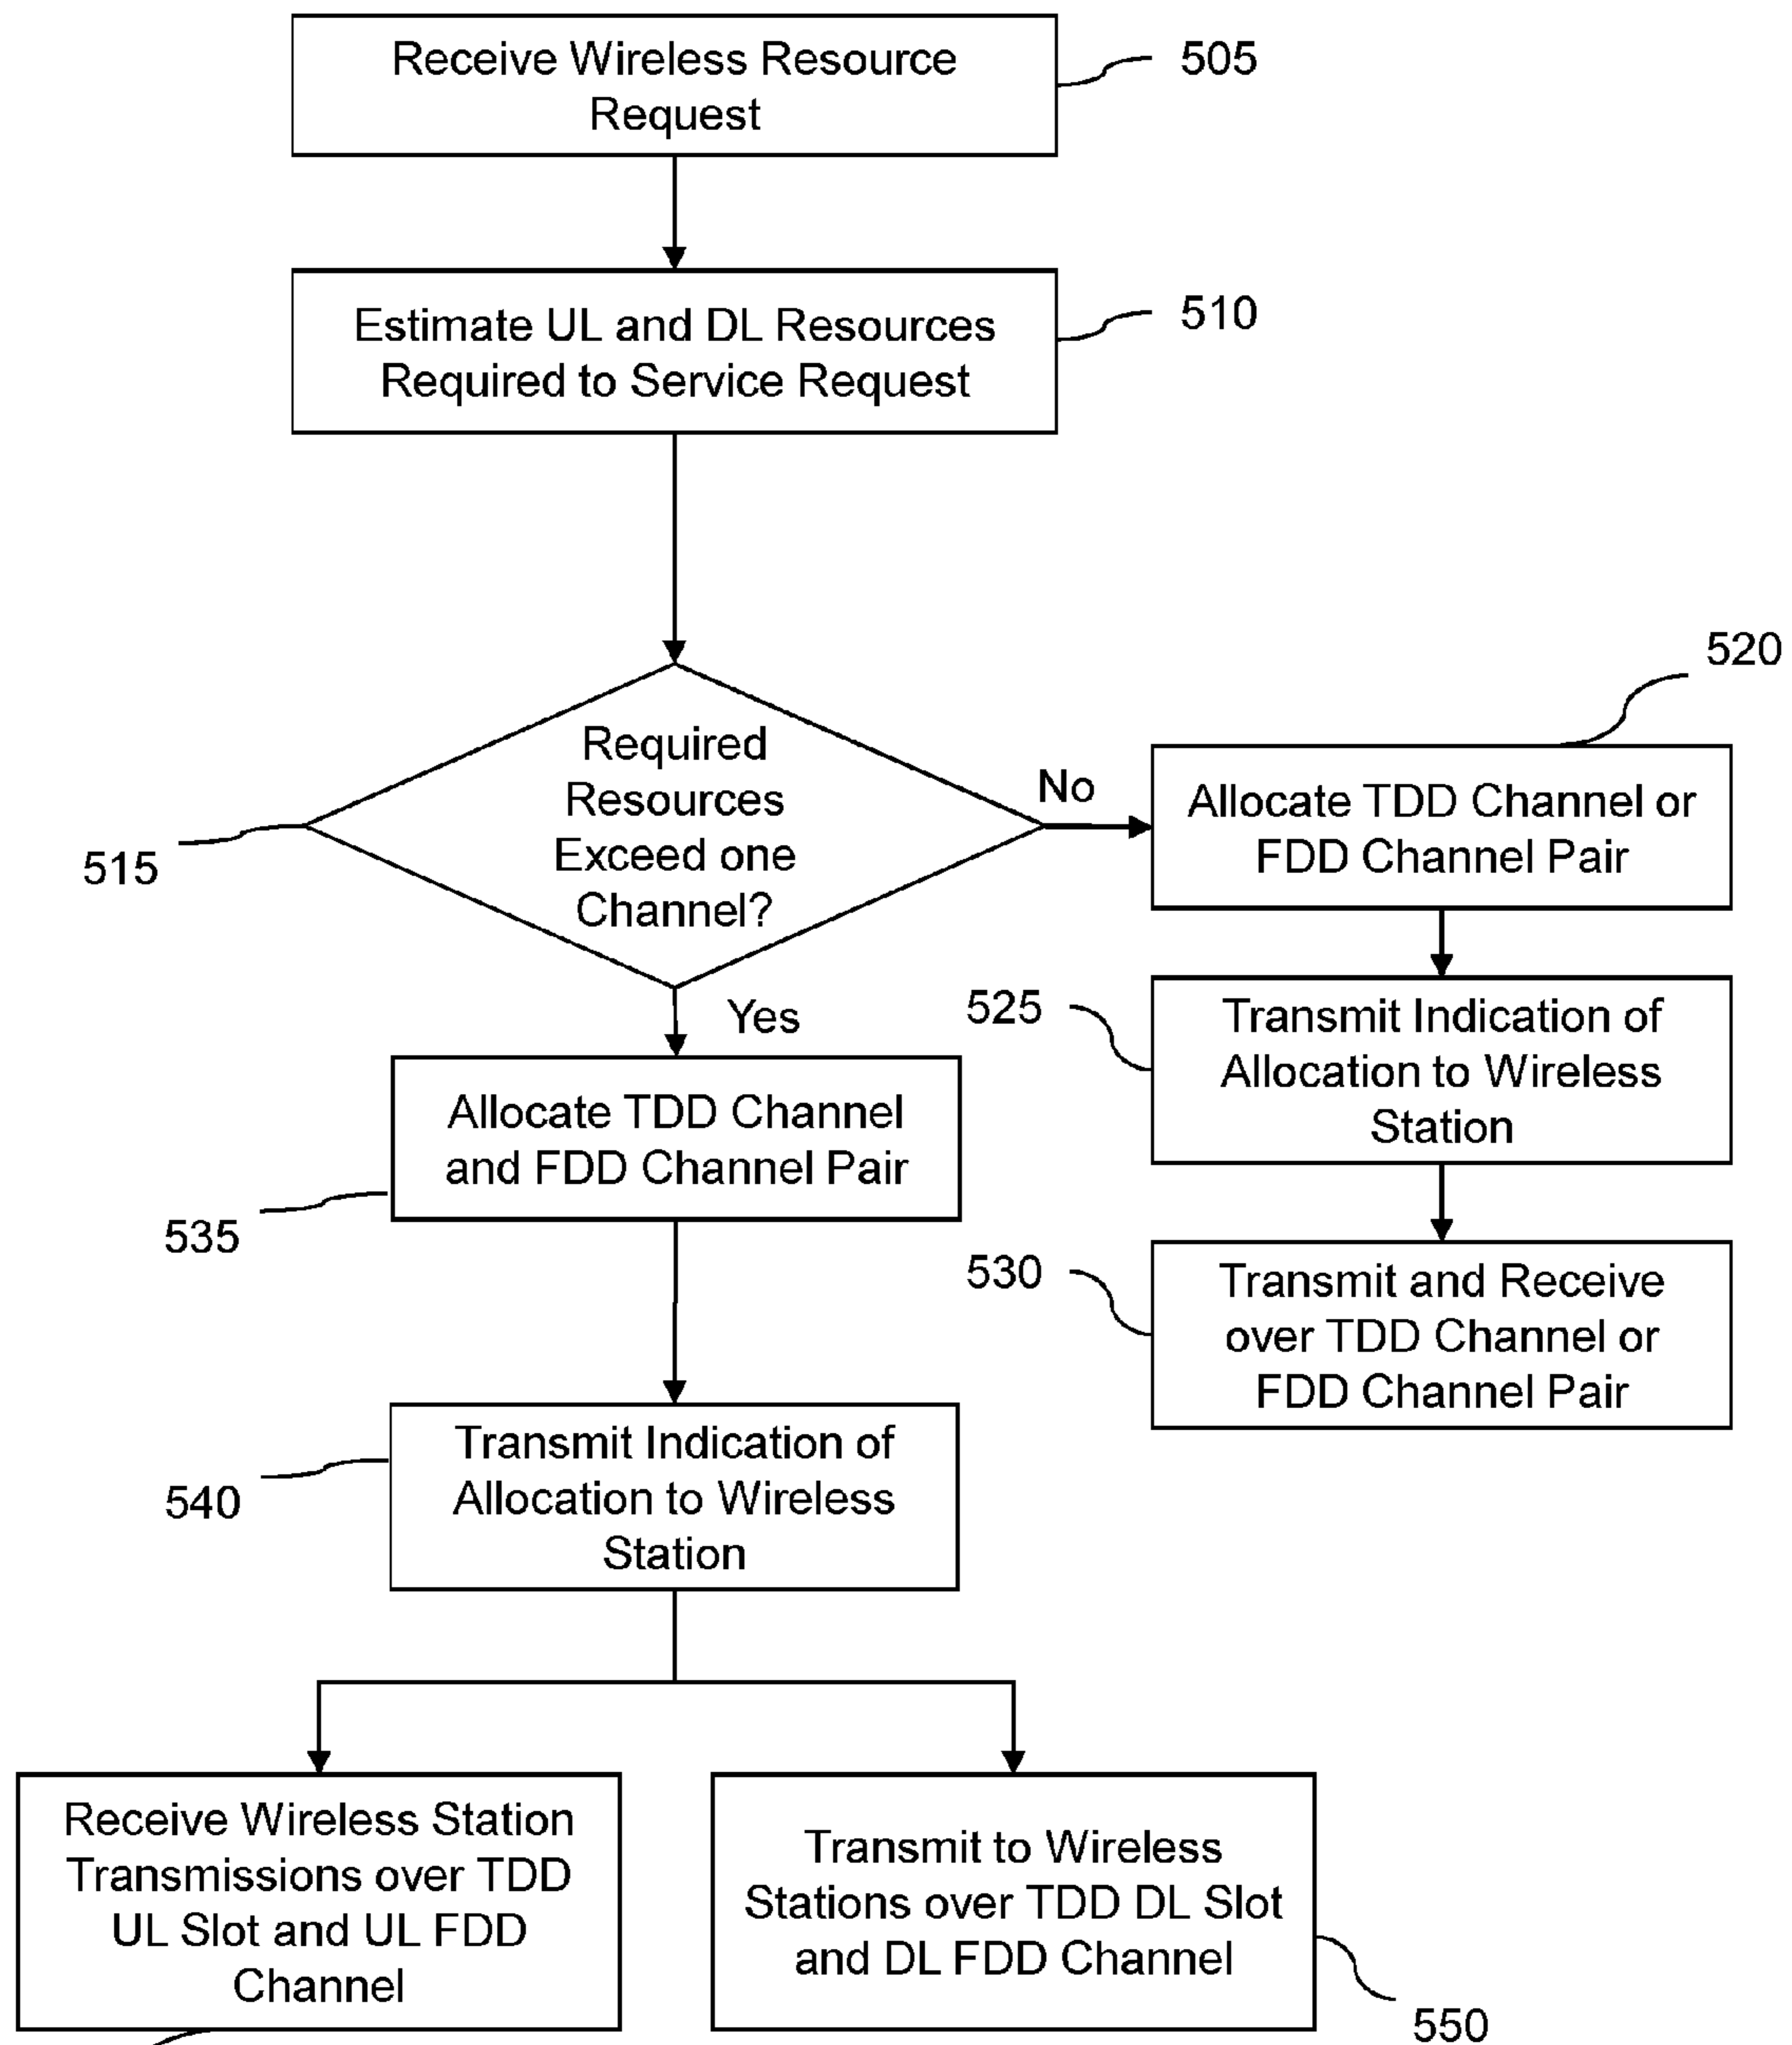 Receive Wireless Resource
Request
505
Estimate UL and DL Resources
Required to Service Request
510
Required
Resources
Exceed one
Channel?
515
No
520
Allocate TDD Channel or
FDD Channel Pair
525
Transmit Indication of
Allocation to Wireless
Station
530
Transmit and Receive
over TDD Channel or
FDD Channel Pair
Yes
Allocate TDD Channel
and FDD Channel Pair
535
Transmit Indication of
Allocation to Wireless
Station
540
Receive Wireless Station
Transmissions over TDD
UL Slot and UL FDD
Channel
Transmit to Wireless
Stations over TDD DL Slot
and DL FDD Channel
550